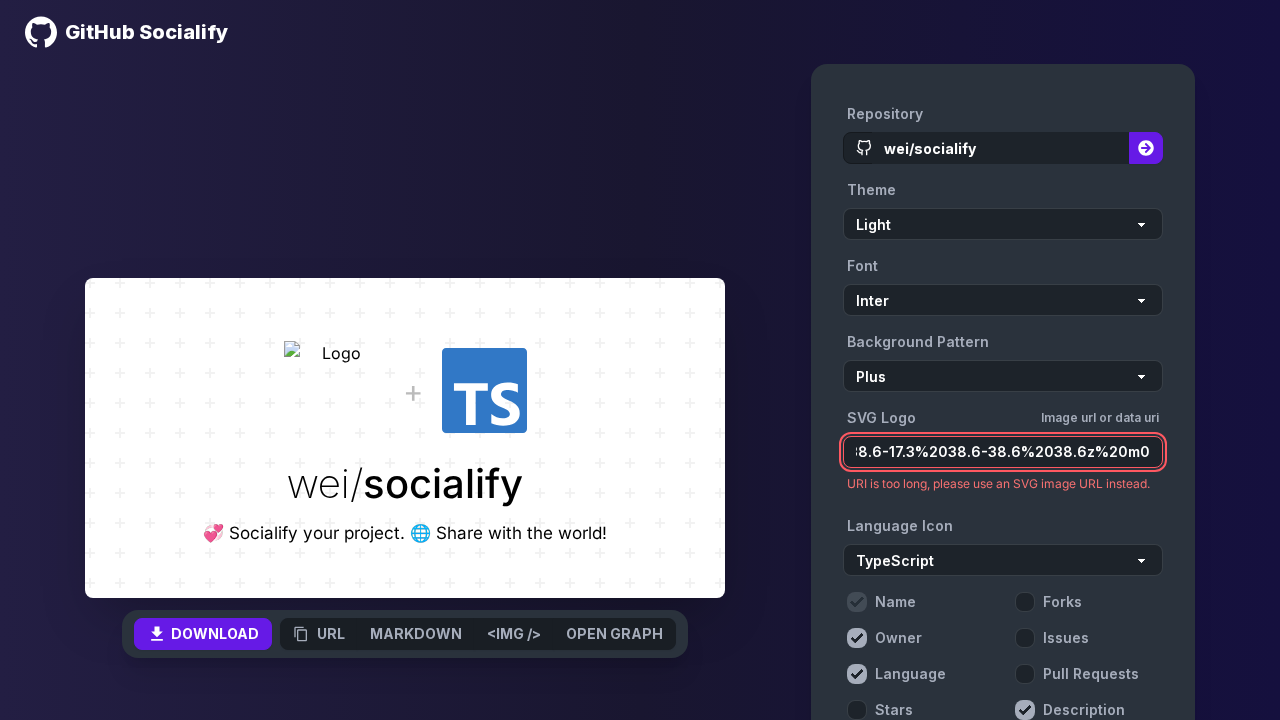 GitHub Socialify
Repository
wei/socialify
Theme
Light
Font
Inter
Background Pattern
Plus
SVG Logo
Image url or data uri
38.6-17.3%2038.6-38.6%2038.6z%20m0
URI is too long, please use an SVG image URL instead.
Language Icon
TypeScript
Name
Forks
Owner
Issues
Language
Pull Requests
Stars
Description
Logo
+
TS
wei/socialify
💞 Socialify your project. 🌐 Share with the world!
DOWNLOAD
URL
MARKDOWN
<IMG />
OPEN GRAPH